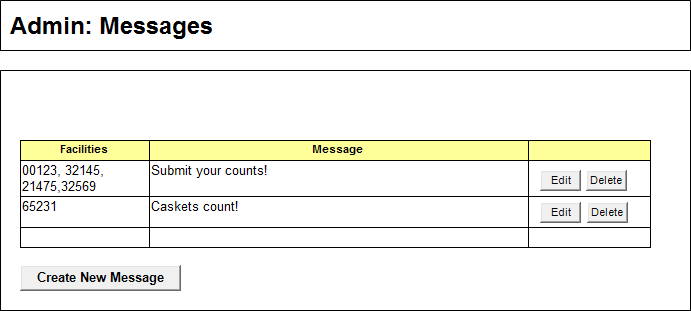 Admin: Messages
Facilities Message
00123, 32145, Submit your counts!
21475,32569 Edit Delete
65231 Caskets count! Edit Delete
Create New Message